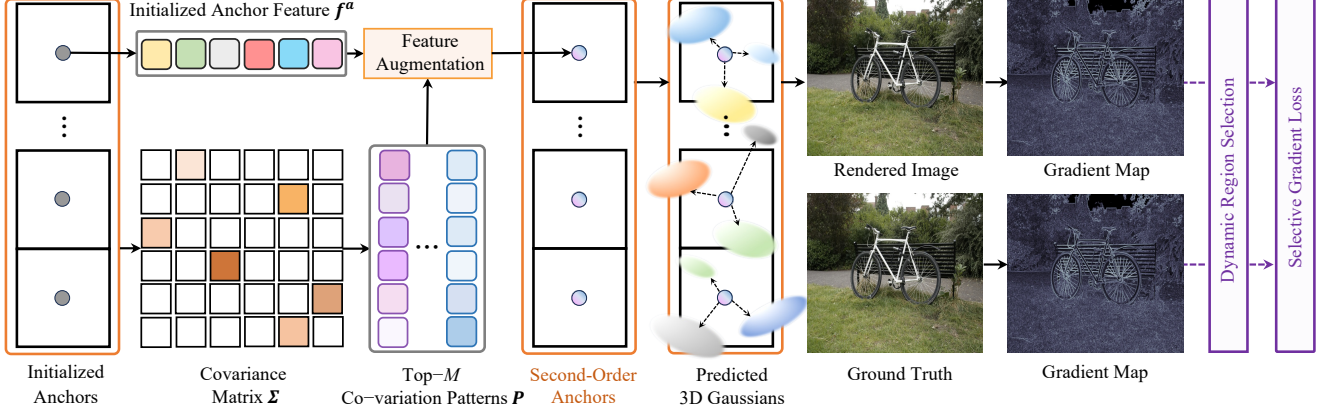 Initialized Anchor Feature fᵃ
Feature
Augmentation
Rendered Image
Gradient Map
Dynamic Region Selection
Selective Gradient Loss
Initialized
Anchors
Covariance
Matrix Σ
Top−M
Co−variation Patterns P
Second-Order
Anchors
Predicted
3D Gaussians
Ground Truth
Gradient Map